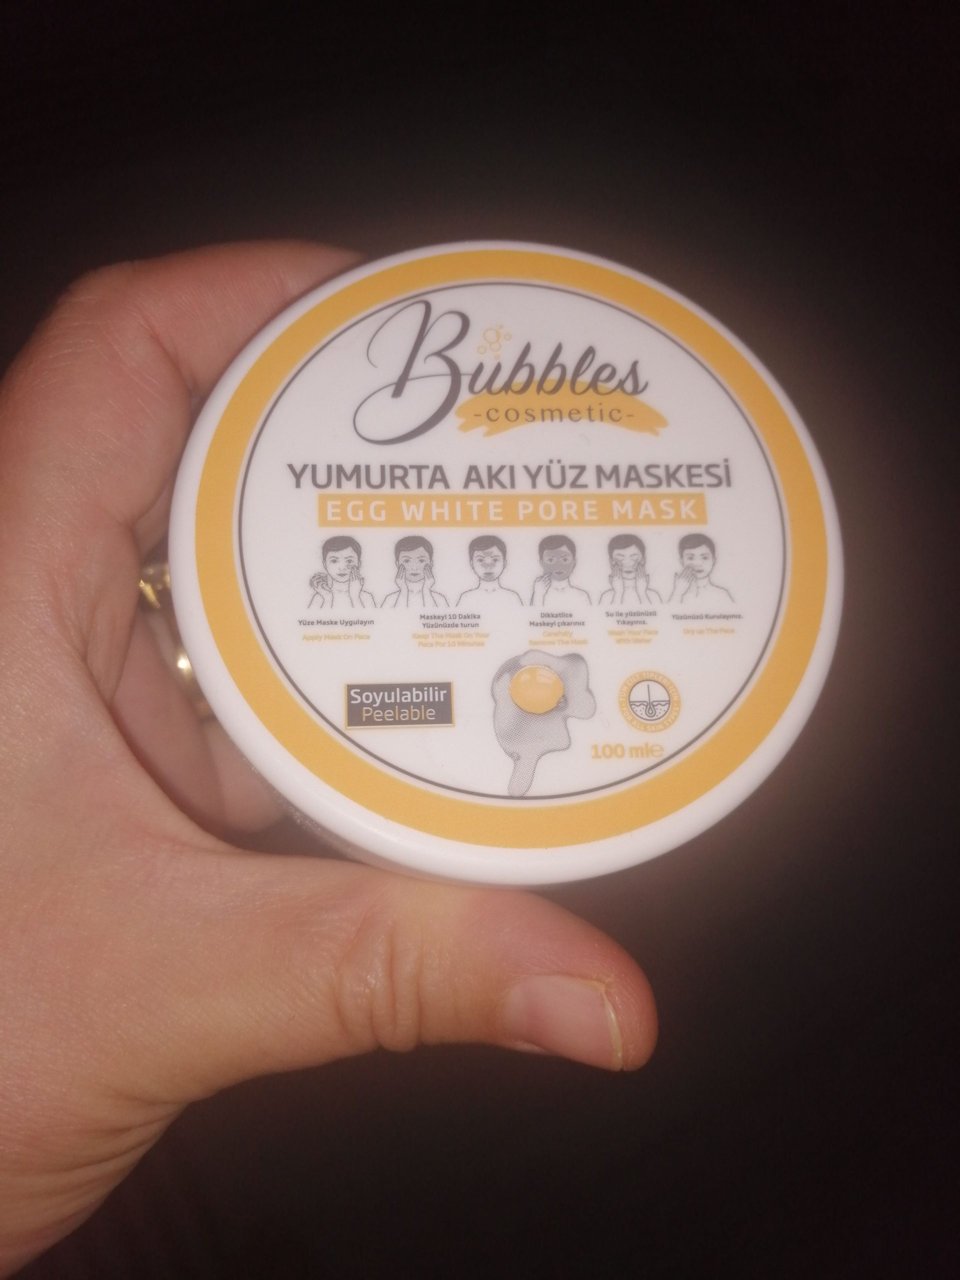 Bubbles
-cosmetic-
YUMURTA AKI YÜZ MASKESİ
EGG WHITE PORE MASK
Yüze Maske Uygulayın
Apply Mask On Face
Maskeyi 10 Dakika
Yüzünüzde turun
Keep The Mask On Your
Face For 10 Minutes
Dikkatlice
Maskeyi çıkarınız
Carefully
Remove The Mask
Su ile yüzünüzü
Yıkayınız.
Wash Your Face
With Water
Yüzünüzü Kurulayınız.
Dry up The Face
Soyulabilir
Peelable
100 ml e